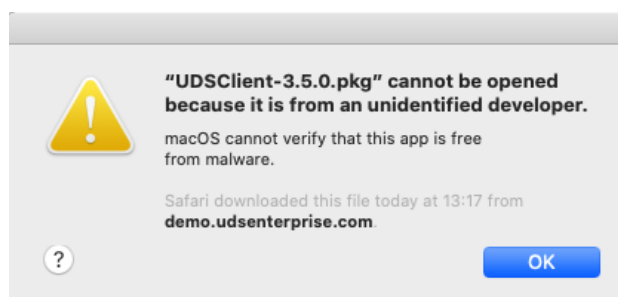 “UDSClient-3.5.0.pkg” cannot be opened
because it is from an unidentified developer.
macOS cannot verify that this app is free
from malware.
Safari downloaded this file today at 13:17 from
demo.udsenterprise.com.
?
OK